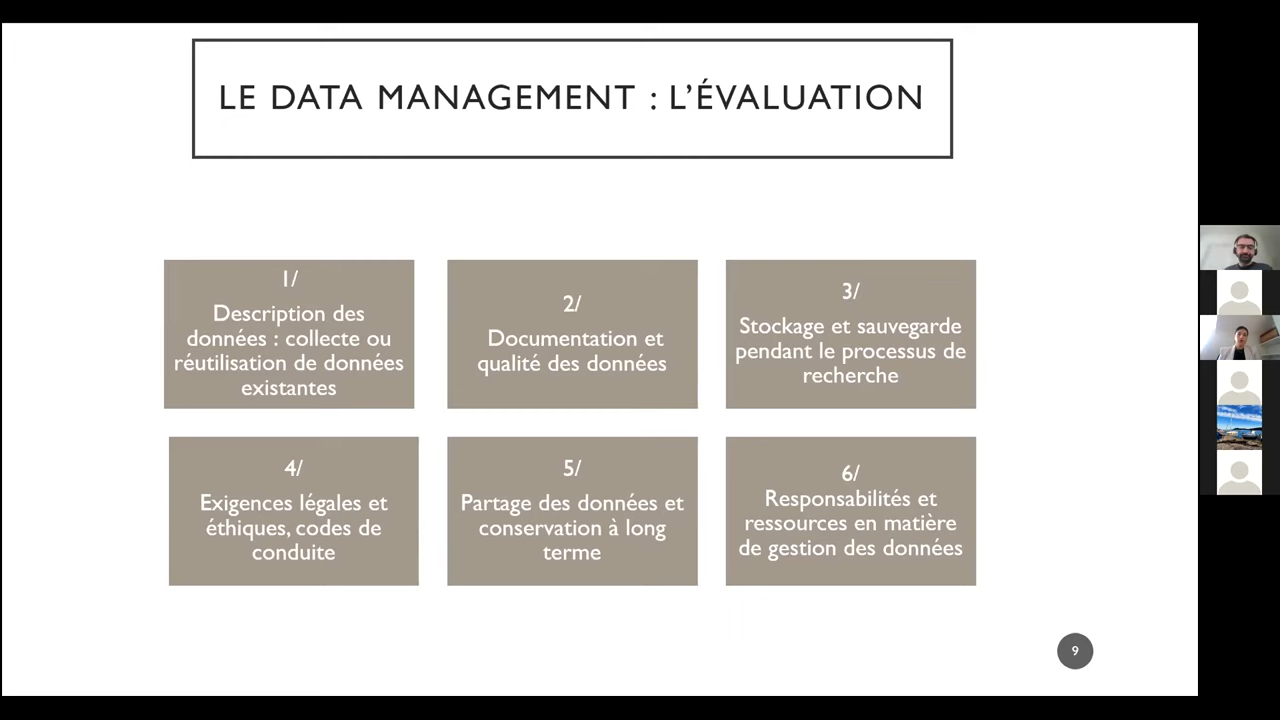 LE DATA MANAGEMENT : L'ÉVALUATION
1/
Description des
données : collecte ou
réutilisation de données
existantes
2/
Documentation et
qualité des données
3/
Stockage et sauvegarde
pendant le processus de
recherche
4/
Exigences légales et
éthiques, codes de
conduite
5/
Partage des données et
conservation à long
terme
6/
Responsabilités et
ressources en matière
de gestion des données
9